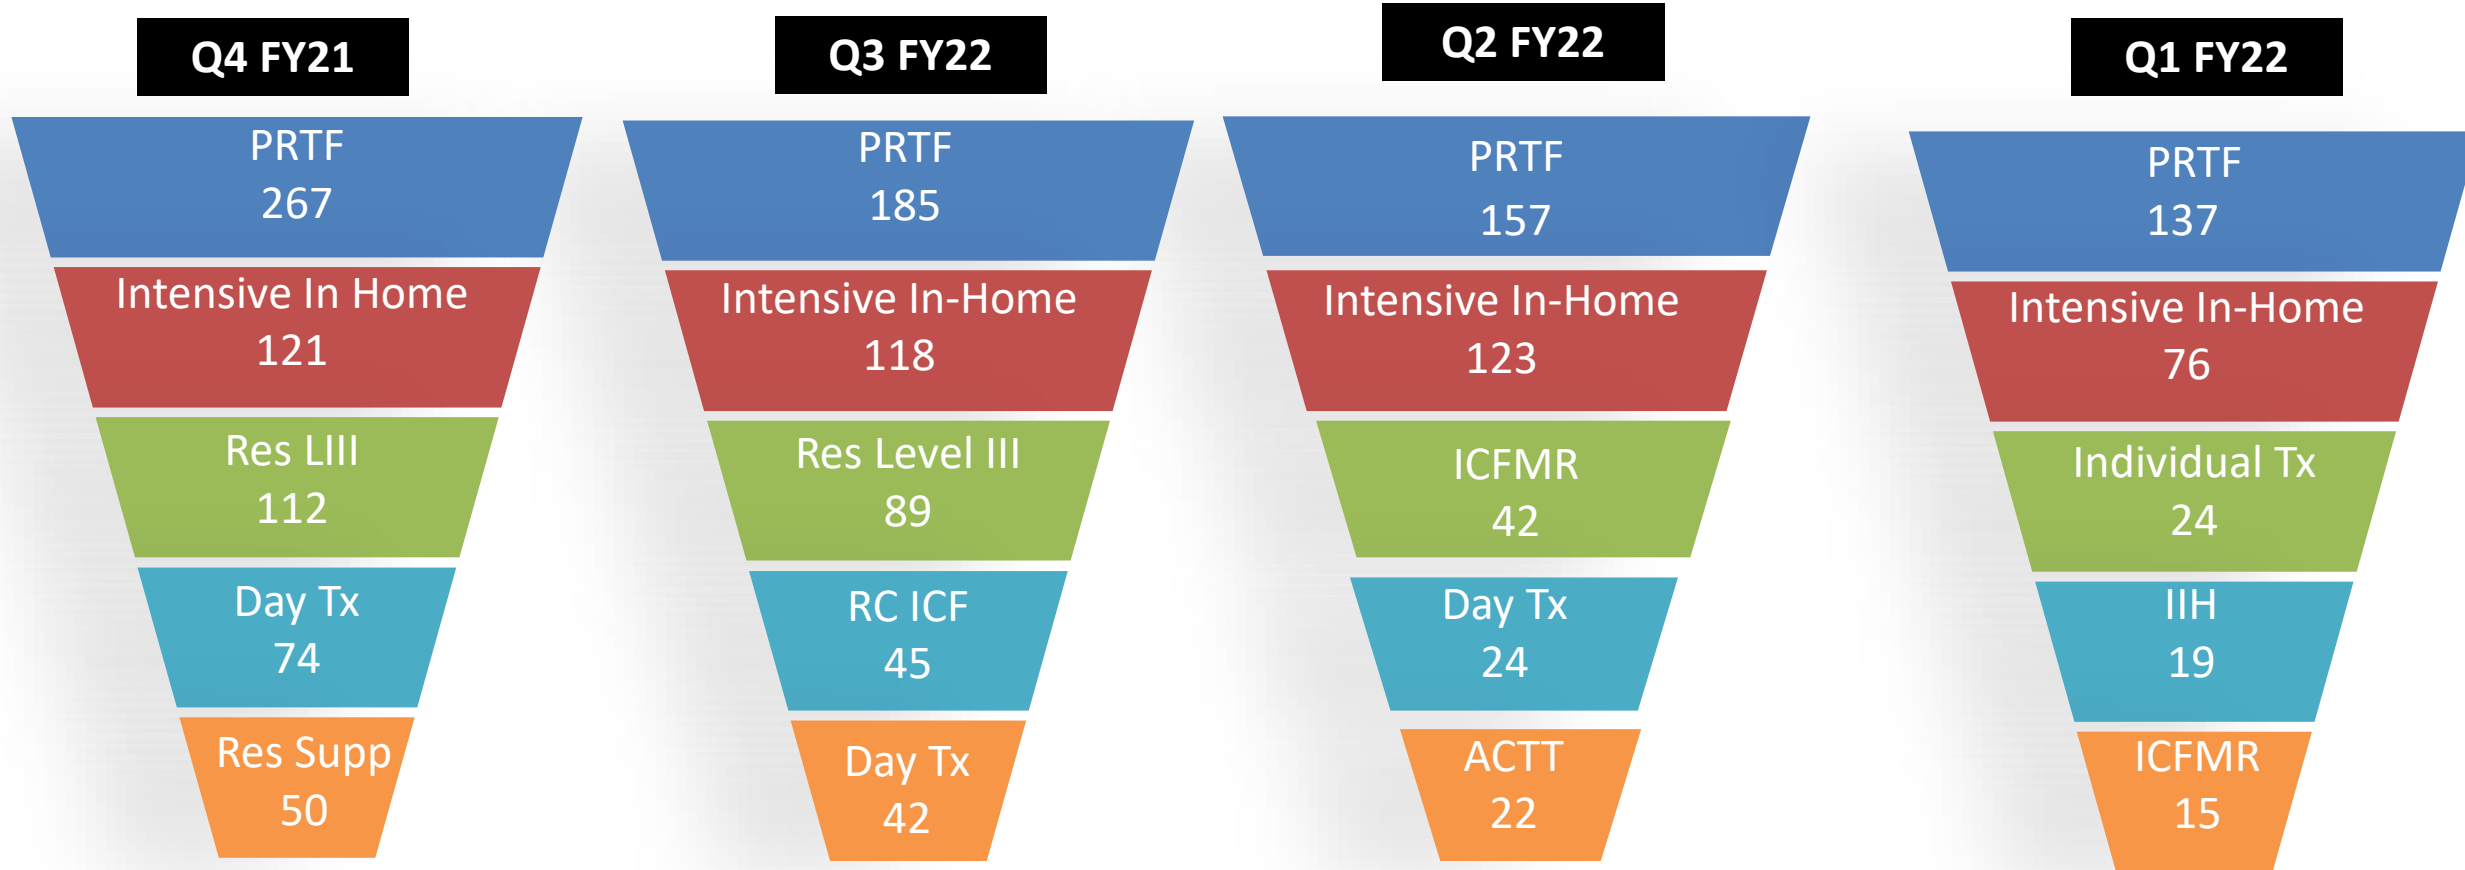 Q4 FY21
PRTF
267
Intensive In Home
121
Res LIII
112
Day Tx
74
Res Supp
50
Q3 FY22
PRTF
185
Intensive In-Home
118
Res Level III
89
RC ICF
45
Day Tx
42
Q2 FY22
PRTF
157
Intensive In-Home
123
ICFMR
42
Day Tx
24
ACTT
22
Q1 FY22
PRTF
137
Intensive In-Home
76
Individual Tx
24
IIH
19
ICFMR
15